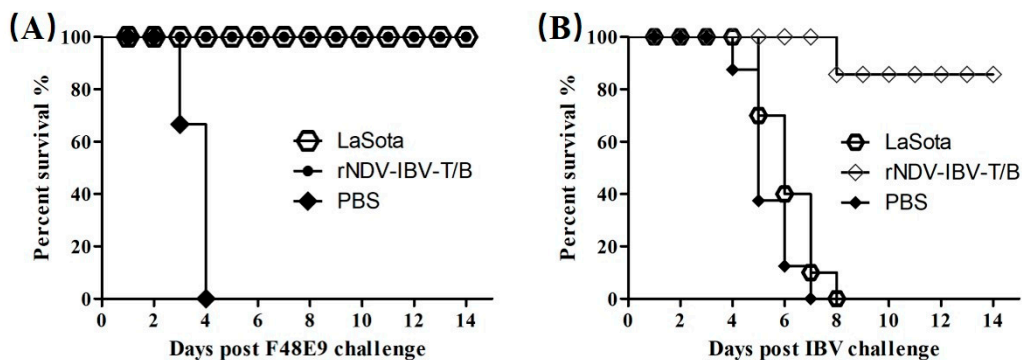 (A)
Percent survival %
100
80
60
40
20
0
LaSota
rNDV-IBV-T/B
PBS
0 2 4 6 8 10 12 14
Days post F48E9 challenge
(B)
Percent survival %
100
80
60
40
20
0
LaSota
rNDV-IBV-T/B
PBS
0 2 4 6 8 10 12 14
Days post IBV challenge